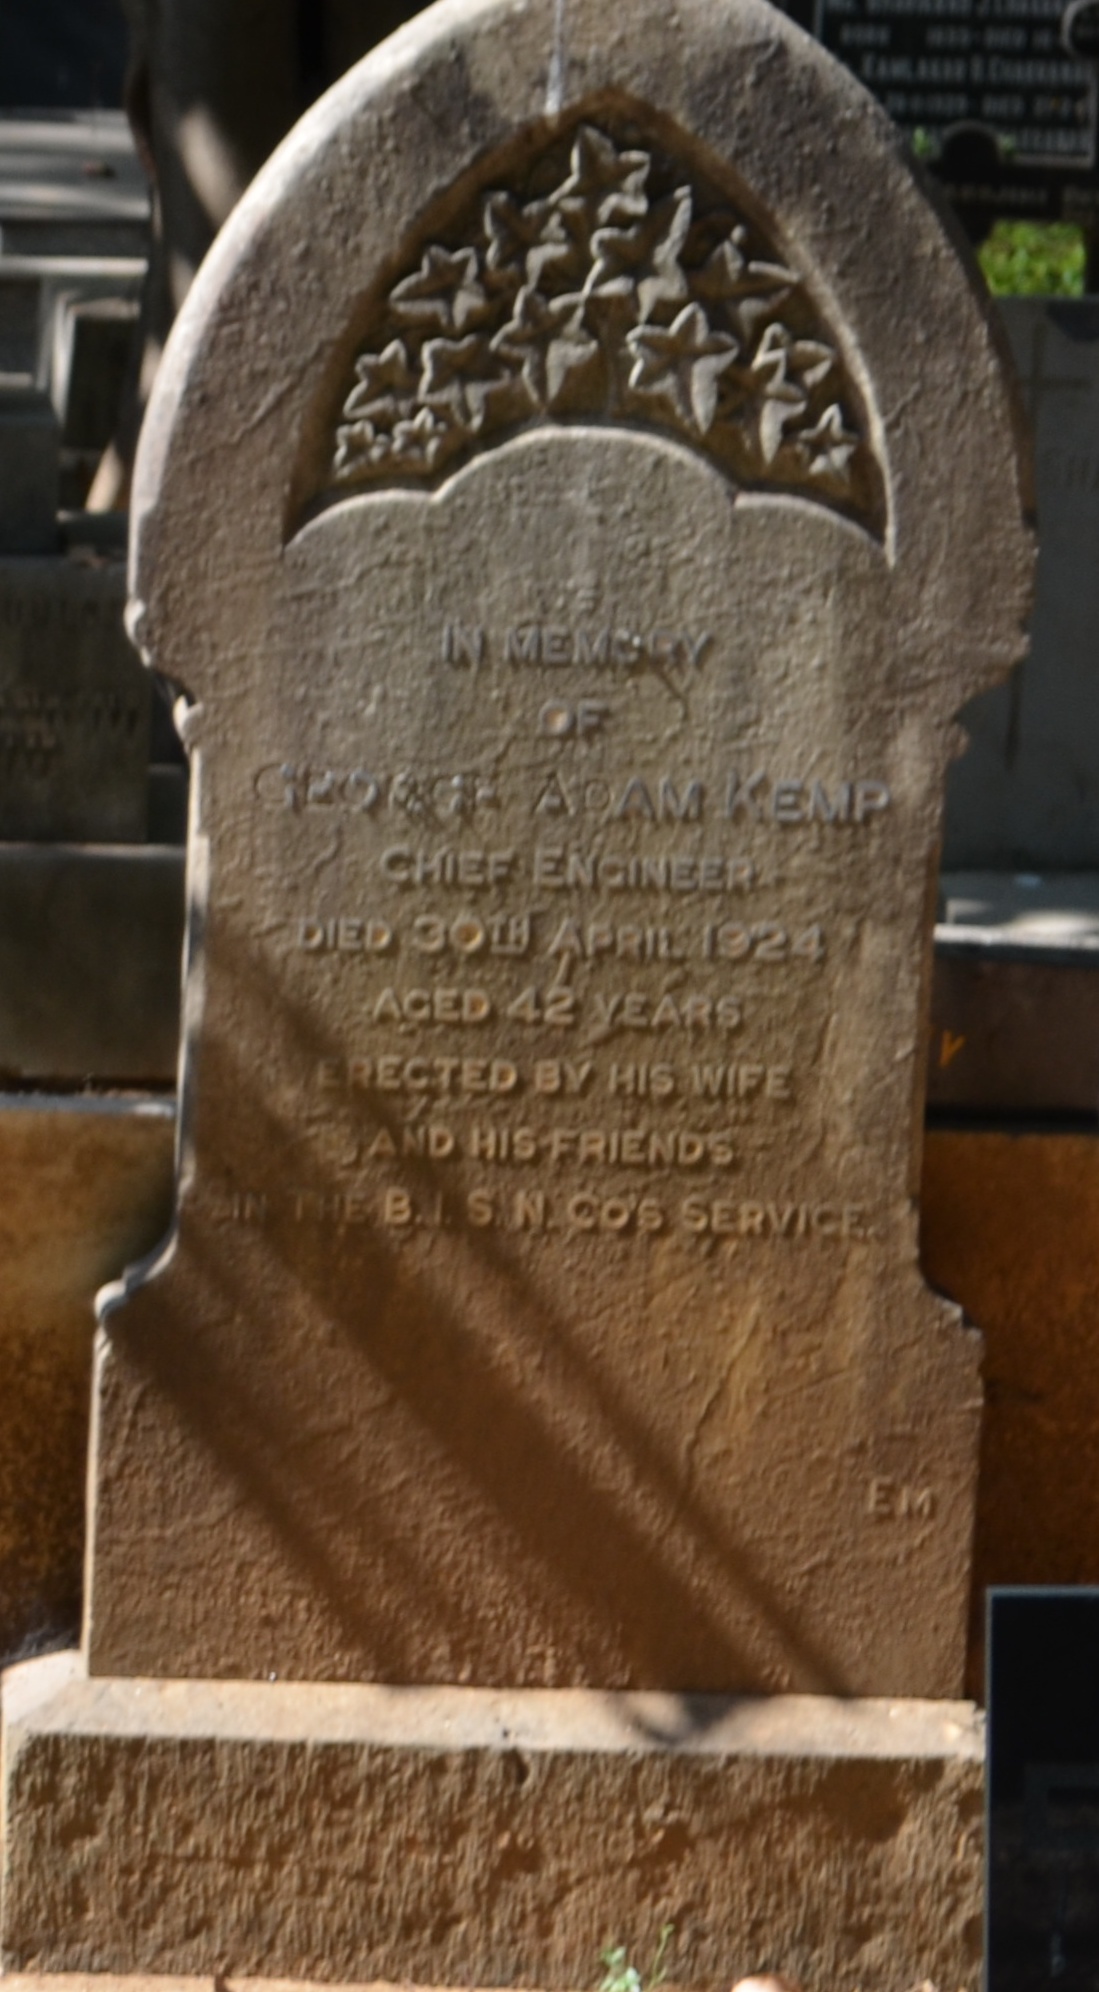 IN MEMORY
OF
GEORGE ADAM KEMP
CHIEF ENGINEER
DIED 30TH APRIL 1924
AGED 42 YEARS
ERECTED BY HIS WIFE
AND HIS FRIENDS
IN THE B.I.S.N. CO'S SERVICE.
EM